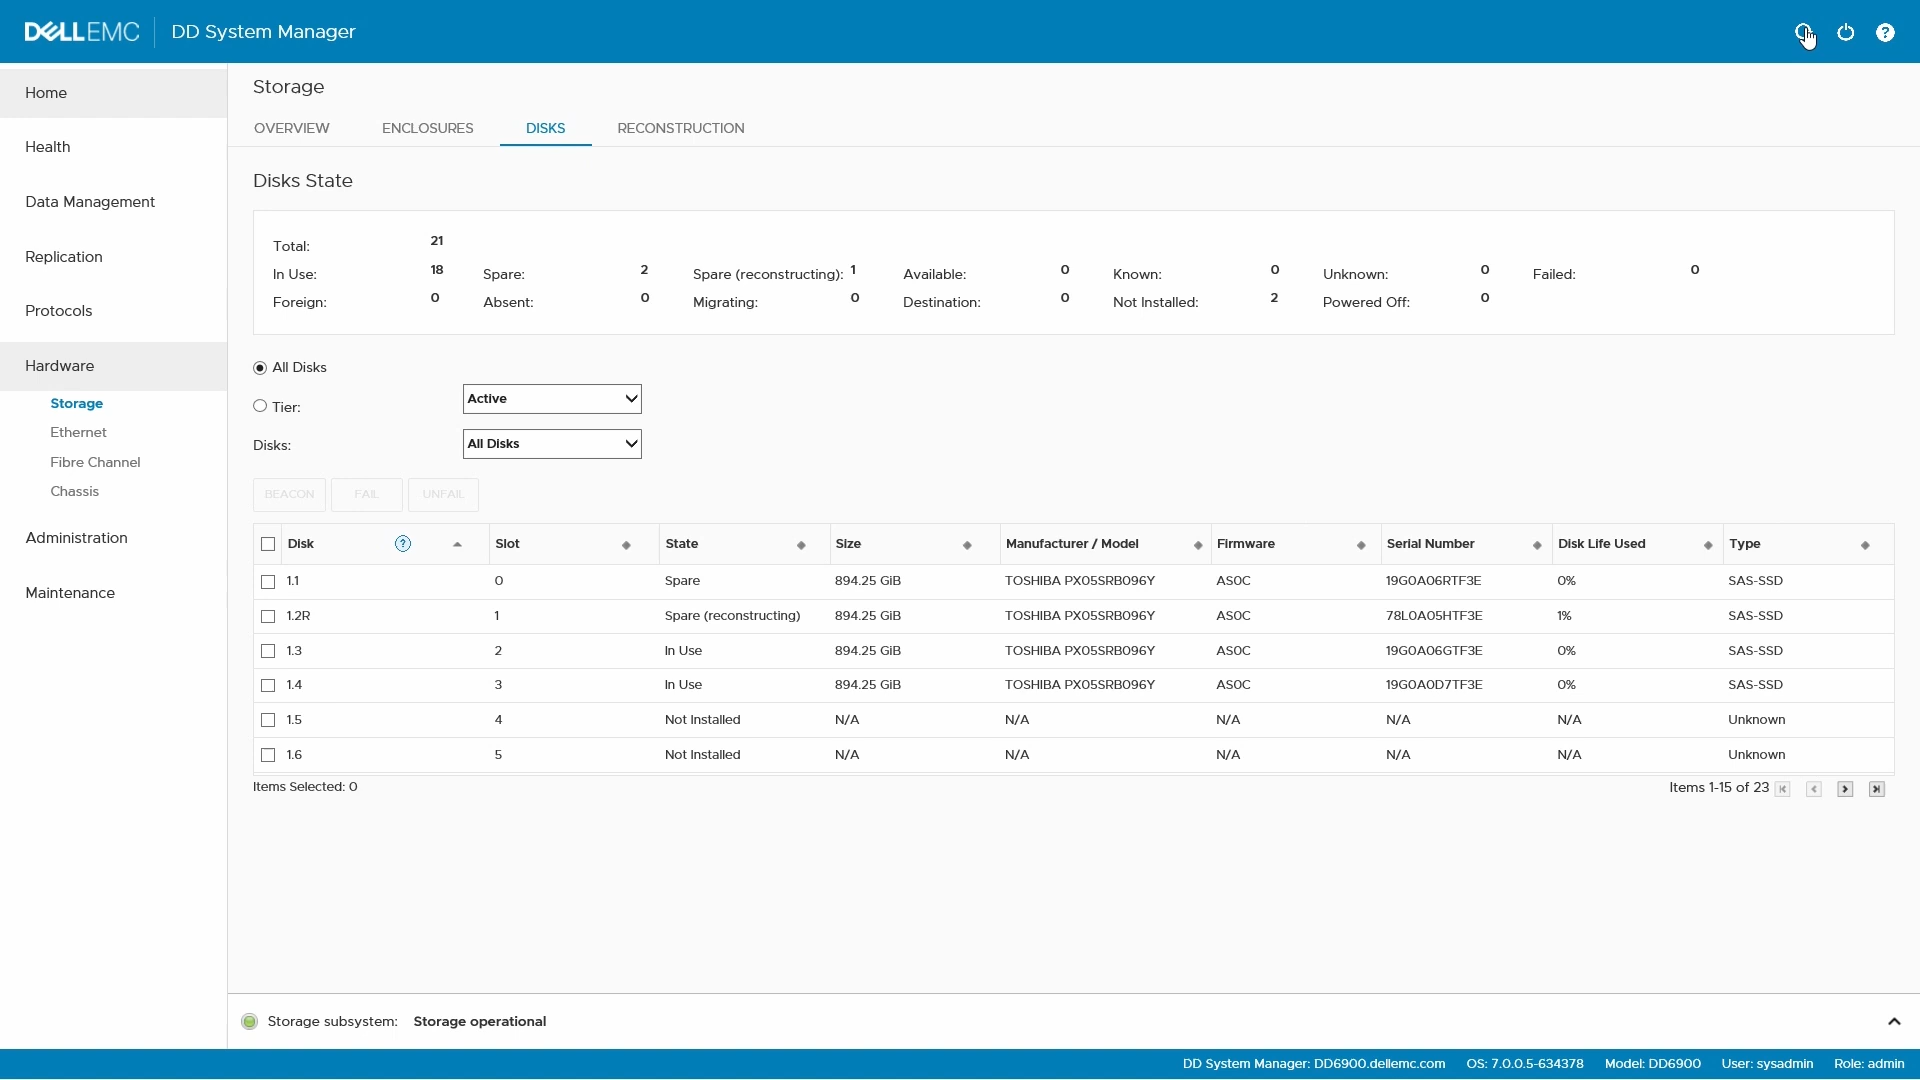 DELLEMC DD System Manager
Home
Health
Data Management
Replication
Protocols
Hardware
Storage
Ethernet
Fibre Channel
Chassis
Administration
Maintenance
Storage
OVERVIEW ENCLOSURES DISKS RECONSTRUCTION
Disks State
Total: 21
In Use: 18 Spare: 2 Spare (reconstructing): 1 Available: 0 Known: 0 Unknown: 0 Failed: 0
Foreign: 0 Absent: 0 Migrating: 0 Destination: 0 Not Installed: 2 Powered Off: 0
All Disks
Tier: Active
Disks: All Disks
BEACON FAIL UNFAIL
Disk ? Slot State Size Manufacturer / Model Firmware Serial Number Disk Life Used Type
1.1 0 Spare 894.25 GiB TOSHIBA PX05SRB096Y AS0C 19G0A06RTF3E 0% SAS-SSD
1.2R 1 Spare (reconstructing) 894.25 GiB TOSHIBA PX05SRB096Y AS0C 78L0A05HTF3E 1% SAS-SSD
1.3 2 In Use 894.25 GiB TOSHIBA PX05SRB096Y AS0C 19G0A06GTF3E 0% SAS-SSD
1.4 3 In Use 894.25 GiB TOSHIBA PX05SRB096Y AS0C 19G0A0D7TF3E 0% SAS-SSD
1.5 4 Not Installed N/A N/A N/A N/A N/A Unknown
1.6 5 Not Installed N/A N/A N/A N/A N/A Unknown
Items Selected: 0 Items 1-15 of 23
Storage subsystem: Storage operational
DD System Manager: DD6900.dellemc.com OS: 7.0.0.5-634378 Model: DD6900 User: sysadmin Role: admin